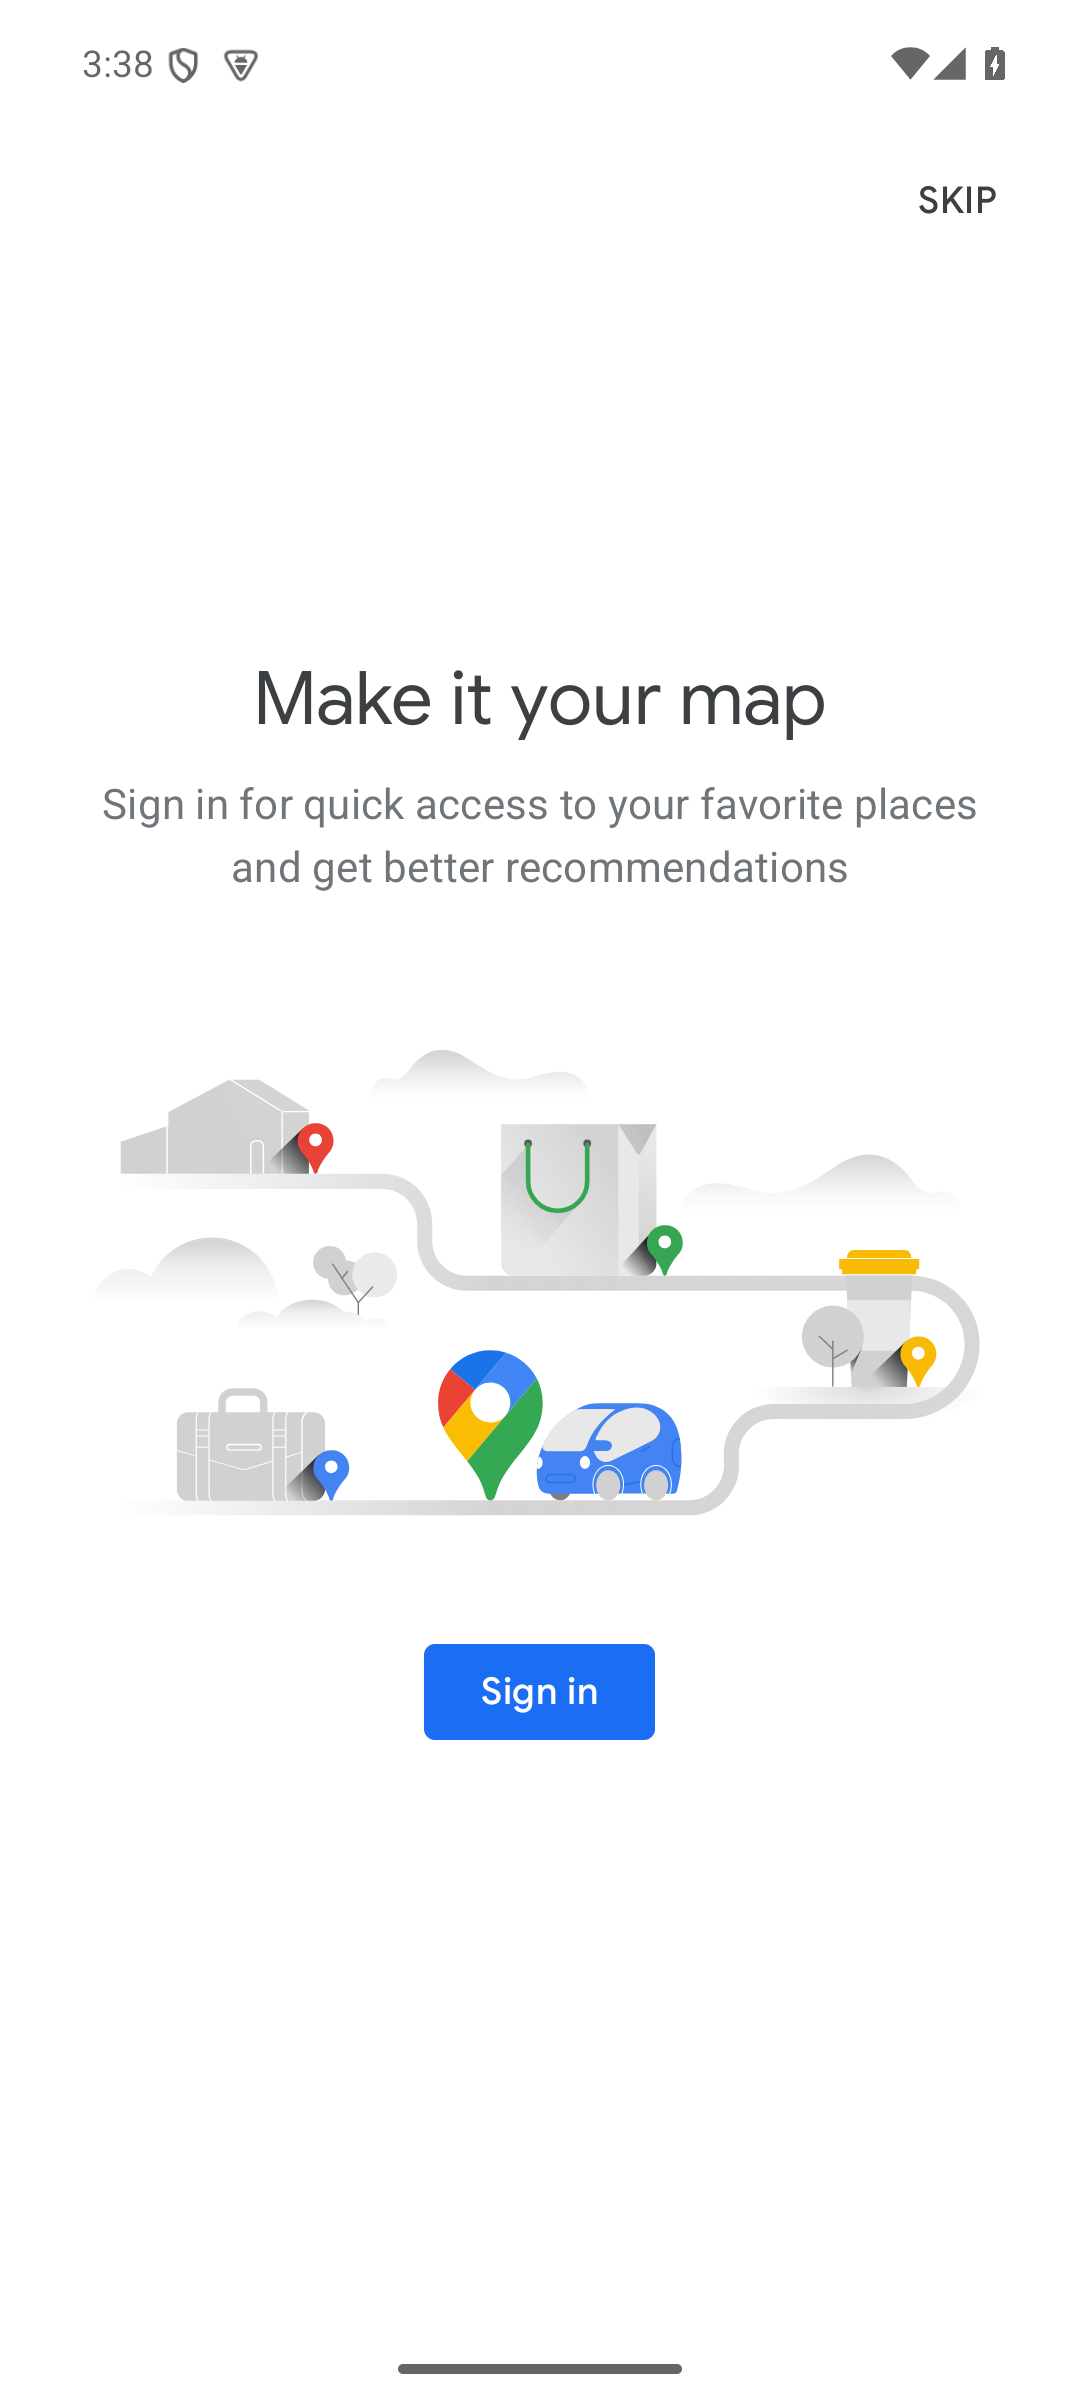 3:38
SKIP
Make it your map
Sign in for quick access to your favorite places
and get better recommendations
Sign in